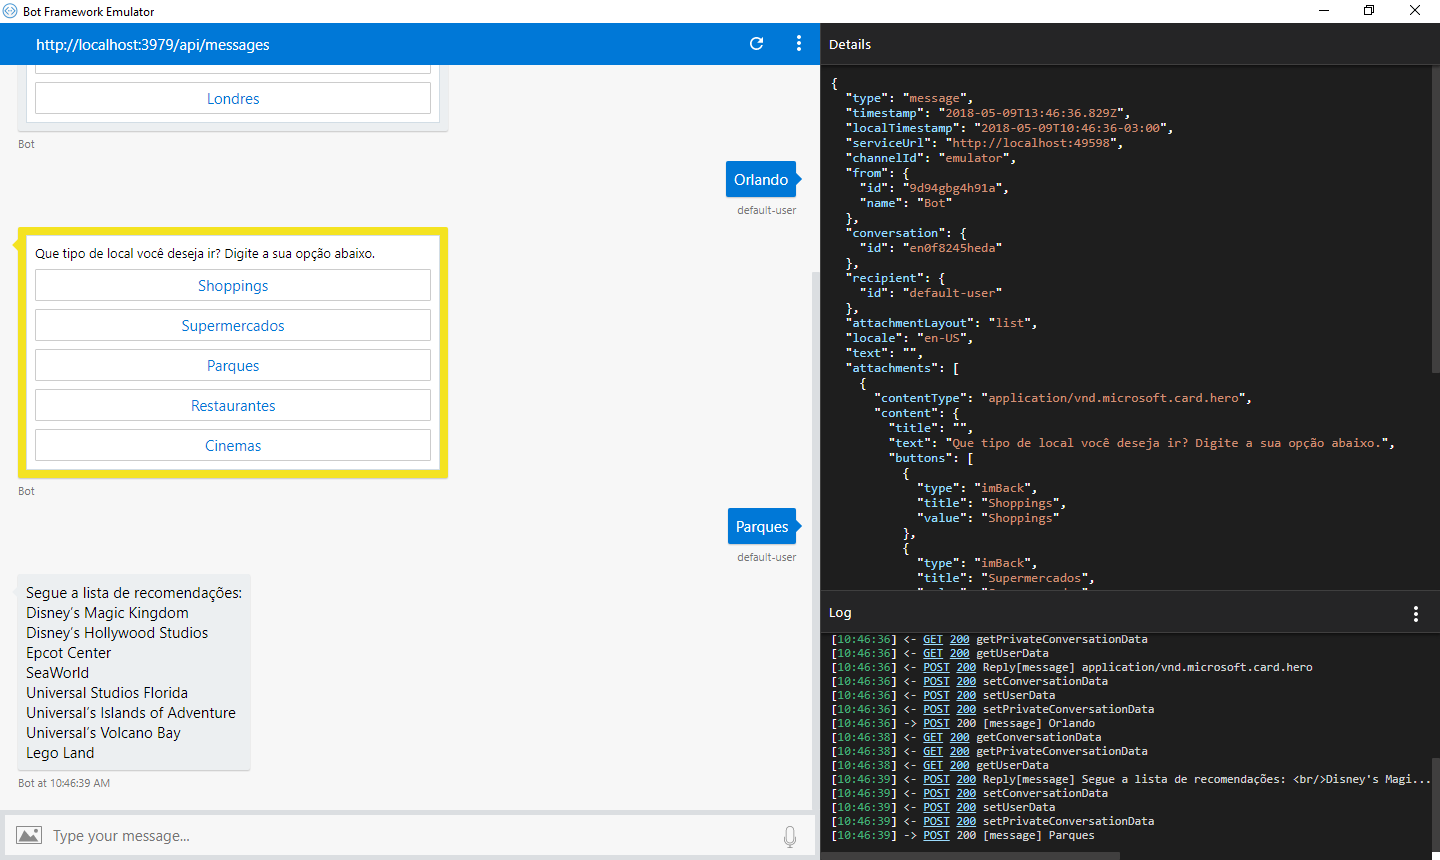 Bot Framework Emulator
http://localhost:3979/api/messages
Londres
Bot
Orlando
default-user
Que tipo de local você deseja ir? Digite a sua opção abaixo.
Shoppings
Supermercados
Parques
Restaurantes
Cinemas
Bot
Parques
default-user
Segue a lista de recomendações:
Disney's Magic Kingdom
Disney's Hollywood Studios
Epcot Center
SeaWorld
Universal Studios Florida
Universal's Islands of Adventure
Universal's Volcano Bay
Lego Land
Bot at 10:46:39 AM
Type your message...
Details
{
"type": "message",
"timestamp": "2018-05-09T13:46:36.829Z",
"localTimestamp": "2018-05-09T10:46:36-03:00",
"serviceUrl": "http://localhost:49598",
"channelId": "emulator",
"from": {
"id": "9d94gbg4h91a",
"name": "Bot"
},
"conversation": {
"id": "en0f8245heda"
},
"recipient": {
"id": "default-user"
},
"attachmentLayout": "list",
"locale": "en-US",
"text": "",
"attachments": [
{
"contentType": "application/vnd.microsoft.card.hero",
"content": {
"title": "",
"text": "Que tipo de local você deseja ir? Digite a sua opção abaixo.",
"buttons": [
{
"type": "imBack",
"title": "Shoppings",
"value": "Shoppings"
},
{
"type": "imBack",
"title": "Supermercados",
Log
[10:46:36] <- GET 200 getPrivateConversationData
[10:46:36] <- GET 200 getUserData
[10:46:36] <- POST 200 Reply[message] application/vnd.microsoft.card.hero
[10:46:36] <- POST 200 setConversationData
[10:46:36] <- POST 200 setUserData
[10:46:36] <- POST 200 setPrivateConversationData
[10:46:36] -> POST 200 [message] Orlando
[10:46:38] <- GET 200 getConversationData
[10:46:38] <- GET 200 getPrivateConversationData
[10:46:38] <- GET 200 getUserData
[10:46:39] <- POST 200 Reply[message] Segue a lista de recomendações: <br/>Disney's Magi...
[10:46:39] <- POST 200 setConversationData
[10:46:39] <- POST 200 setUserData
[10:46:39] <- POST 200 setPrivateConversationData
[10:46:39] -> POST 200 [message] Parques